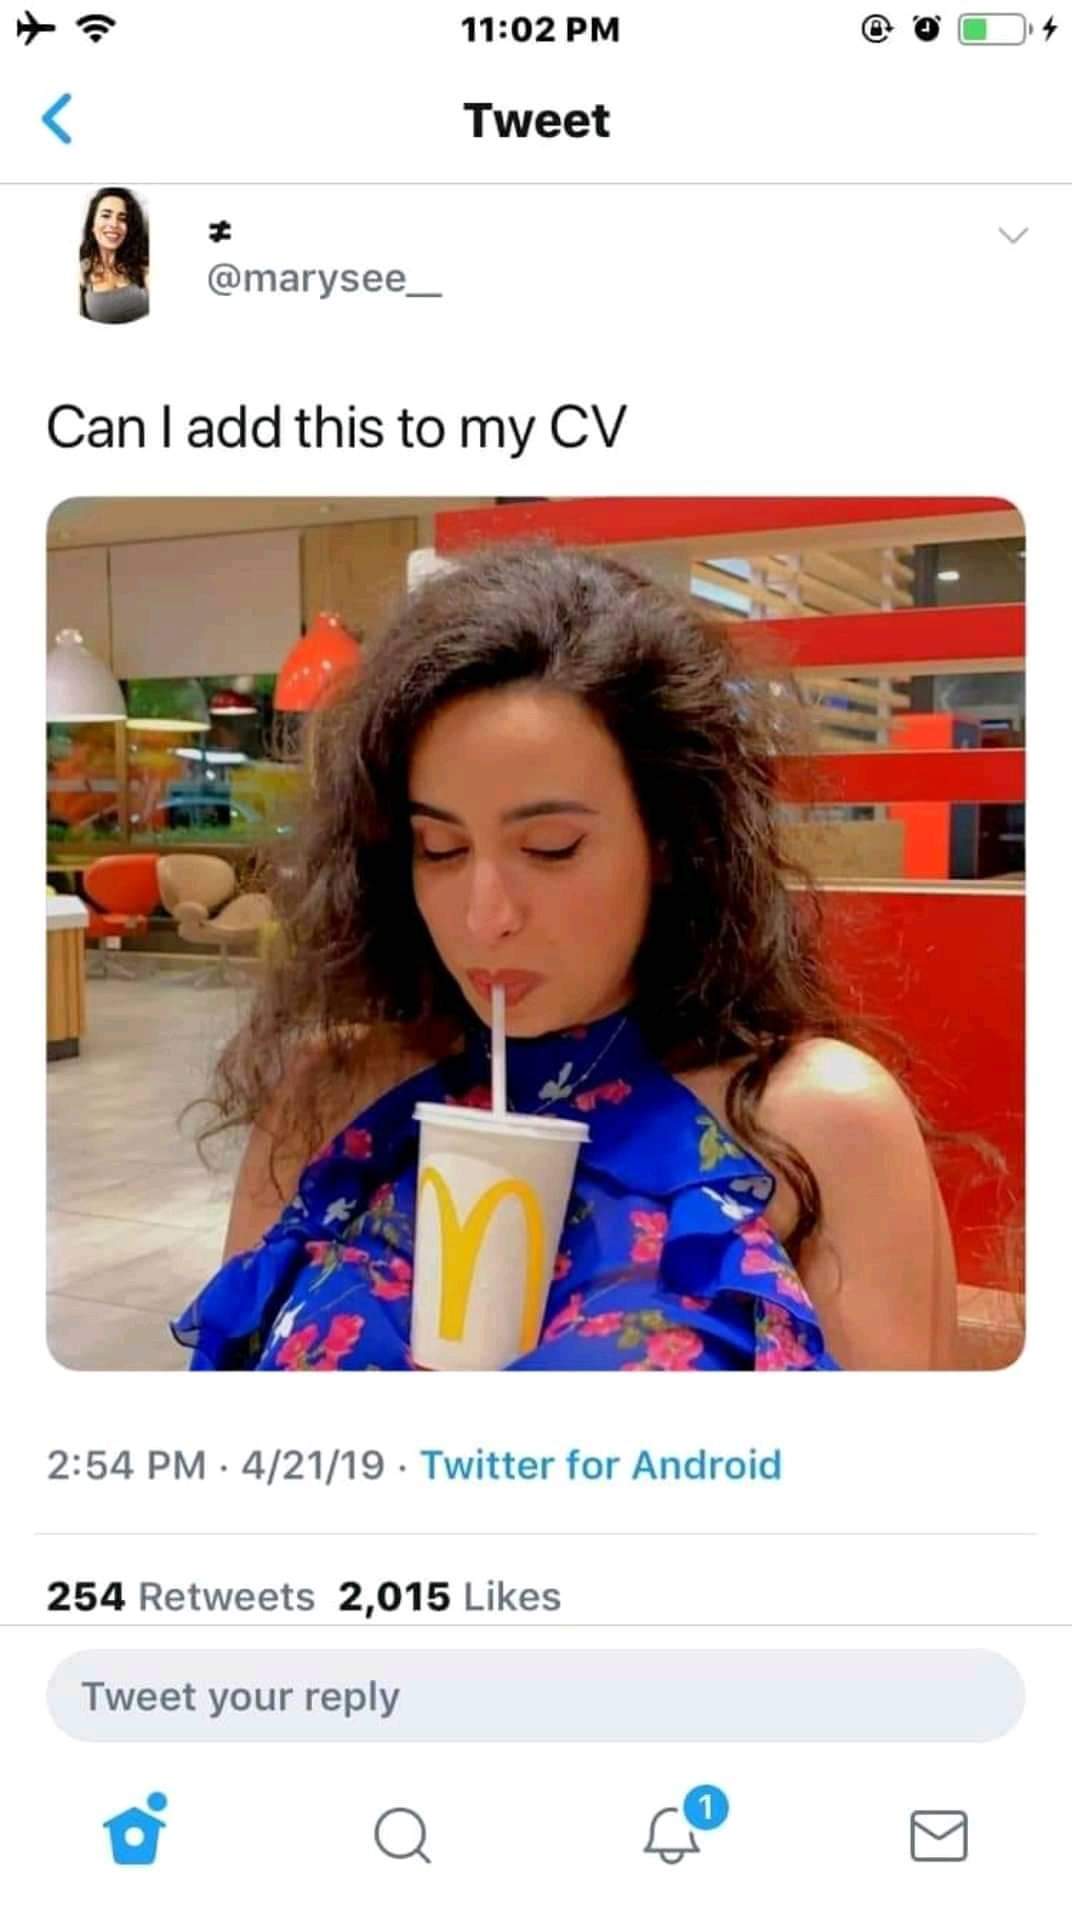 11:02 PM
Tweet
≠
@marysee__
Can I add this to my CV
2:54 PM · 4/21/19 · Twitter for Android
254 Retweets 2,015 Likes
Tweet your reply
1